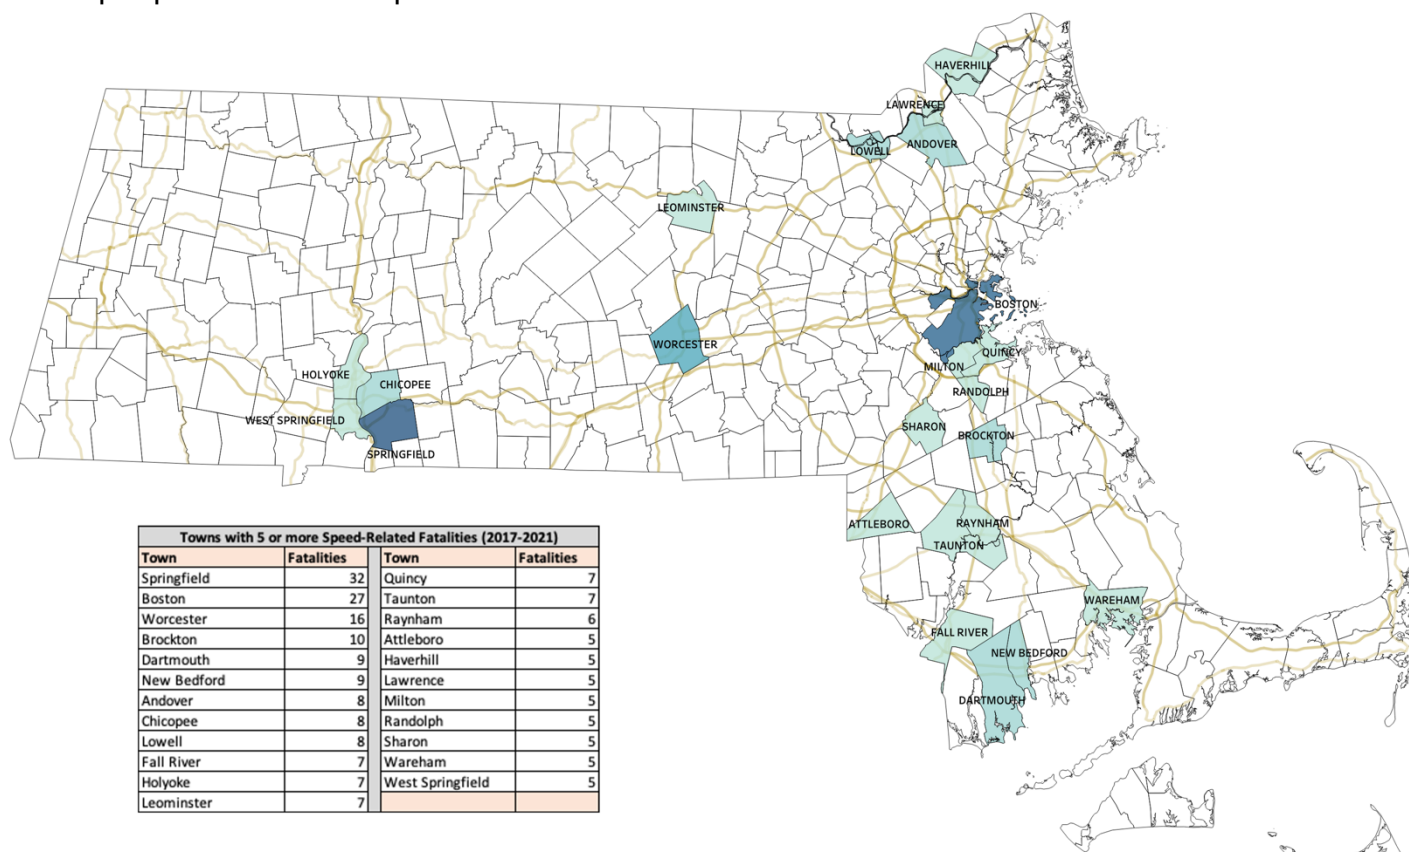 HAVERHILL
LAWRENCE
LOWELL
ANDOVER
LEOMINSTER
BOSTON
WORCESTER
QUINCY
MILTON
HOLYOKE
CHICOPEE
RANDOLPH
WEST SPRINGFIELD
SHARON
BROCKTON
SPRINGFIELD
ATTLEBORO
RAYNHAM
TAUNTON
WAREHAM
FALL RIVER
NEW BEDFORD
DARTMOUTH
Towns with 5 or more Speed-Related Fatalities (2017-2021)
Town Fatalities Town Fatalities
Springfield 32 Quincy 7
Boston 27 Taunton 7
Worcester 16 Raynham 6
Brockton 10 Attleboro 5
Dartmouth 9 Haverhill 5
New Bedford 9 Lawrence 5
Andover 8 Milton 5
Chicopee 8 Randolph 5
Lowell 8 Sharon 5
Fall River 7 Wareham 5
Holyoke 7 West Springfield 5
Leominster 7